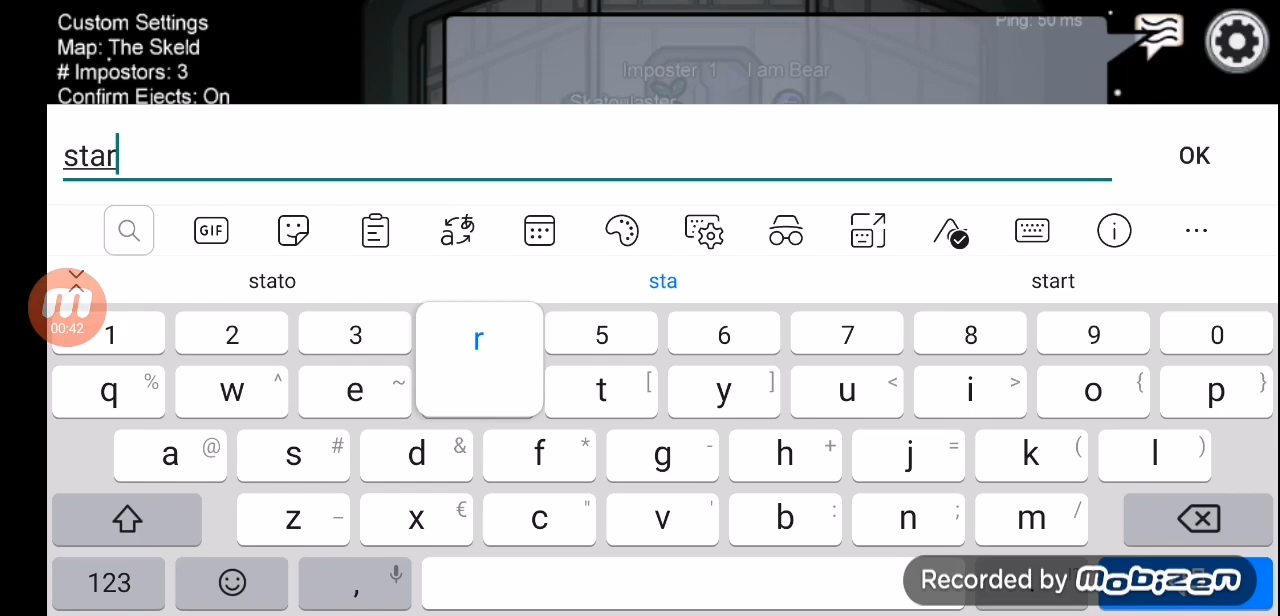 Custom Settings
Map: The Skeld
# Impostors: 3
Confirm Ejects: On
Ping: 50 ms
Imposter 1 I am Bear
star
OK
GIF
stato sta start
00:42
1 2 3 r 5 6 7 8 9 0
q % w ^ e ~ t [ y ] u < i > o { p }
a @ s # d & f * g - h + j = k ( l )
z _ x € c " v ' b : n ; m /
123 ,
Recorded by mobizen